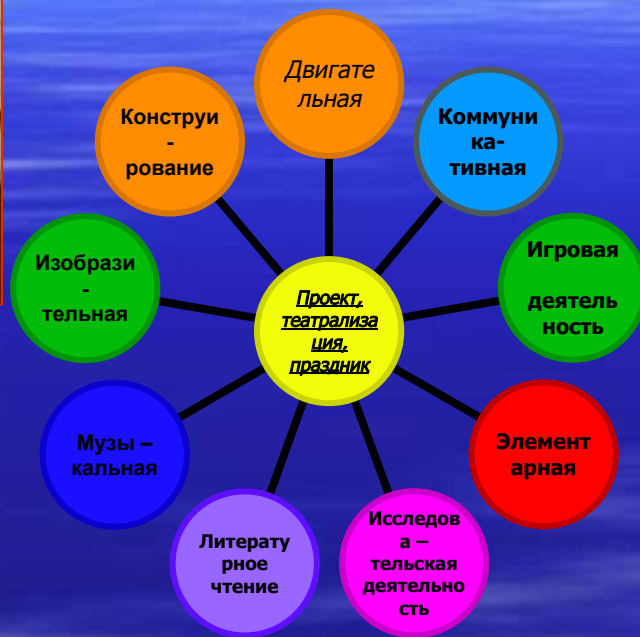 Двигате
льная
Конструи
-
рование
Коммуни
ка-
тивная
Изобрази
-
тельная
Проект,
театрализа
ция,
праздник
Игровая
деятель
ность
Музы –
кальная
Элемент
арная
Литерату
рное
чтение
Исследов
а –
тельская
деятельно
сть